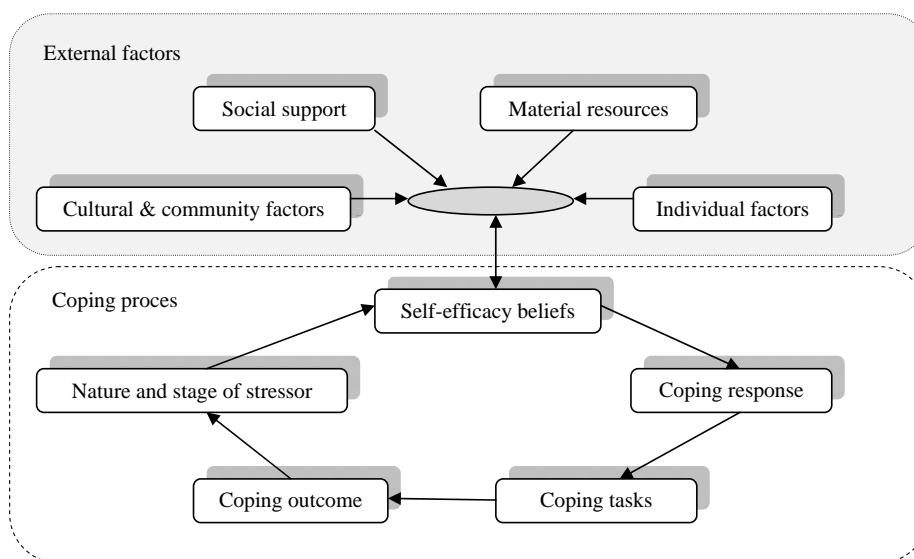 External factors
Social support
Material resources
Cultural & community factors
Individual factors
Coping proces
Self-efficacy beliefs
Nature and stage of stressor
Coping response
Coping outcome
Coping tasks